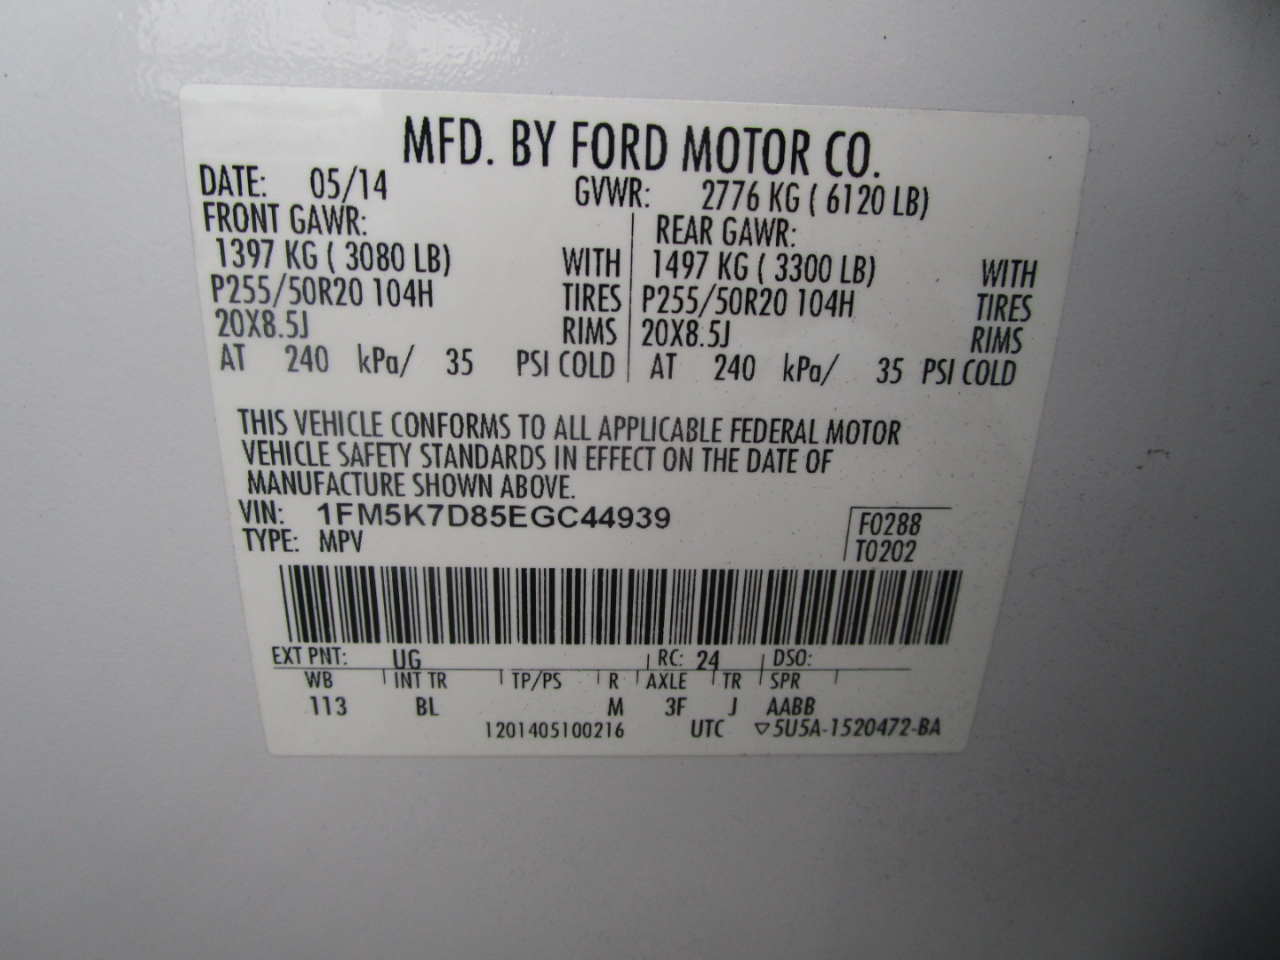 MFD. BY FORD MOTOR CO.
DATE: 05/14 GVWR: 2776 KG ( 6120 LB)
FRONT GAWR: REAR GAWR:
1397 KG ( 3080 LB) WITH 1497 KG ( 3300 LB) WITH
P255/50R20 104H TIRES P255/50R20 104H TIRES
20X8.5J RIMS 20X8.5J RIMS
AT 240 kPa/ 35 PSI COLD AT 240 kPa/ 35 PSI COLD
THIS VEHICLE CONFORMS TO ALL APPLICABLE FEDERAL MOTOR
VEHICLE SAFETY STANDARDS IN EFFECT ON THE DATE OF
MANUFACTURE SHOWN ABOVE.
VIN: 1FM5K7D85EGC44939 F0288
TYPE: MPV T0202
EXT PNT: UG RC: 24 DSO:
WB INT TR TP/PS R AXLE TR SPR
113 BL M 3F J AABB
1201405100216 UTC ▽5U5A-1520472-BA